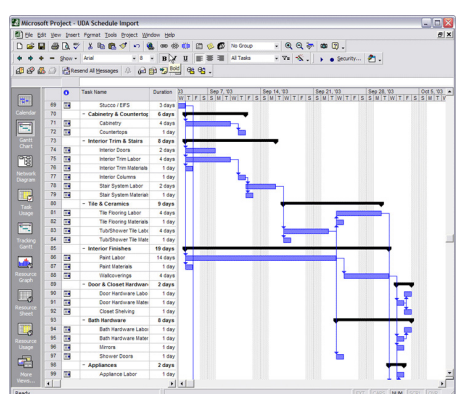 Microsoft Project - UDA Schedule Import
File Edit View Insert Format Tools Project Window Help
No Group
Show Arial 8 B I U All Tasks Security...
Resend All Messages Bold
Task Name Duration Sep 7, '03 Sep 14, '03 Sep 21, '03 Sep 28, '03 Oct 5, '03
69 Stucco / EIFS 3 days
70 Cabinetry & Countertop 6 days
71 Cabinetry 4 days
72 Countertops 1 day
73 Interior Trim & Stairs 6 days
74 Interior Doors 2 days
75 Interior Trim Labor 4 days
76 Interior Trim Materials 1 day
77 Interior Columns 1 day
78 Stair System Labor 2 days
79 Stair System Material 1 day
80 Tile & Ceramics 9 days
81 Tile Flooring Labor 4 days
82 Tile Flooring Materials 1 day
83 Tub/Shower Tile Labo 4 days
84 Tub/Shower Tile Mate 1 day
85 Interior Finishes 19 days
86 Paint Labor 14 days
87 Paint Materials 1 day
88 Wallcoverings 4 days
89 Door & Closet Hardwar 2 days
90 Door Hardware Labo 1 day
91 Door Hardware Mater 1 day
92 Closet Shelving 1 day
93 Bath Hardware 8 days
94 Bath Hardware Labo 1 day
95 Bath Hardware Mater 1 day
96 Mirrors 1 day
97 Shower Doors 1 day
98 Appliances 2 days
99 Appliance Labor 1 day
Calendar
Gantt Chart
Network Diagram
Task Usage
Tracking Gantt
Resource Graph
Resource Sheet
Resource Usage
More Views...
Ready EXT CAPS NUM SCRL OVR